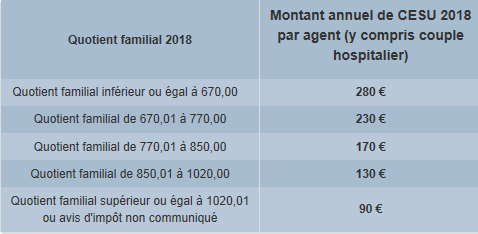 Quotient familial 2018
Montant annuel de CESU 2018
par agent (y compris couple
hospitalier)
Quotient familial inférieur ou égal à 670,00
280 €
Quotient familial de 670,01 à 770,00
230 €
Quotient familial de 770,01 à 850,00
170 €
Quotient familial de 850,01 à 1020,00
130 €
Quotient familial supérieur ou égal à 1020,01
ou avis d'impôt non communiqué
90 €